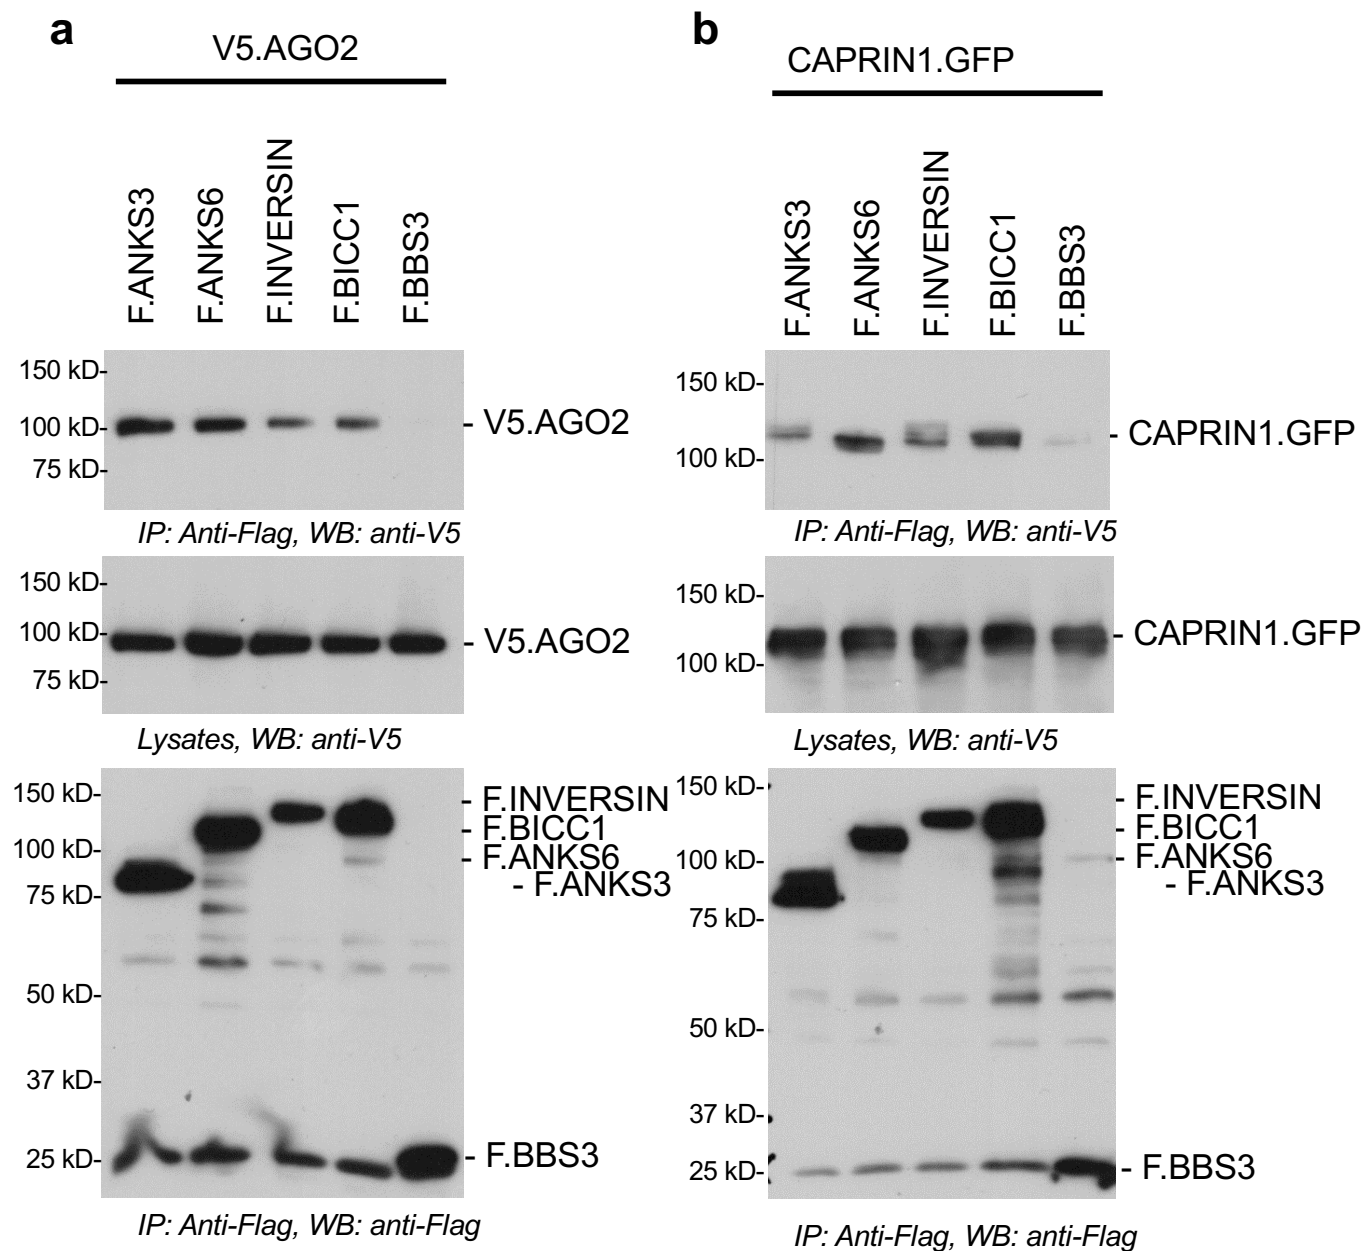 a
V5.AGO2
F.ANKS3
F.ANKS6
F.INVERSIN
F.BICC1
F.BBS3
150 kD-
100 kD-
75 kD-
- V5.AGO2
IP: Anti-Flag, WB: anti-V5
150 kD-
100 kD-
75 kD-
- V5.AGO2
Lysates, WB: anti-V5
150 kD-
100 kD-
75 kD-
50 kD-
37 kD-
25 kD-
- F.INVERSIN
- F.BICC1
- F.ANKS6
- F.ANKS3
- F.BBS3
IP: Anti-Flag, WB: anti-Flag
b
CAPRIN1.GFP
F.ANKS3
F.ANKS6
F.INVERSIN
F.BICC1
F.BBS3
150 kD-
100 kD-
- CAPRIN1.GFP
IP: Anti-Flag, WB: anti-V5
150 kD-
100 kD-
- CAPRIN1.GFP
Lysates, WB: anti-V5
150 kD-
100 kD-
75 kD-
50 kD-
37 kD-
25 kD-
- F.INVERSIN
- F.BICC1
- F.ANKS6
- F.ANKS3
- F.BBS3
IP: Anti-Flag, WB: anti-Flag